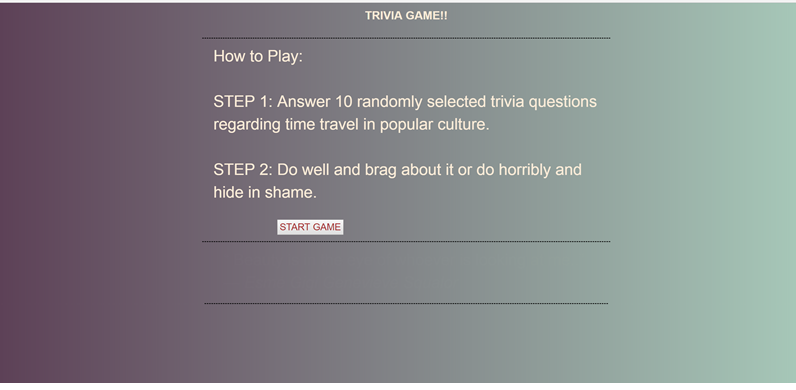 TRIVIA GAME!!
How to Play:
STEP 1: Answer 10 randomly selected trivia questions
regarding time travel in popular culture.
STEP 2: Do well and brag about it or do horribly and
hide in shame.
START GAME